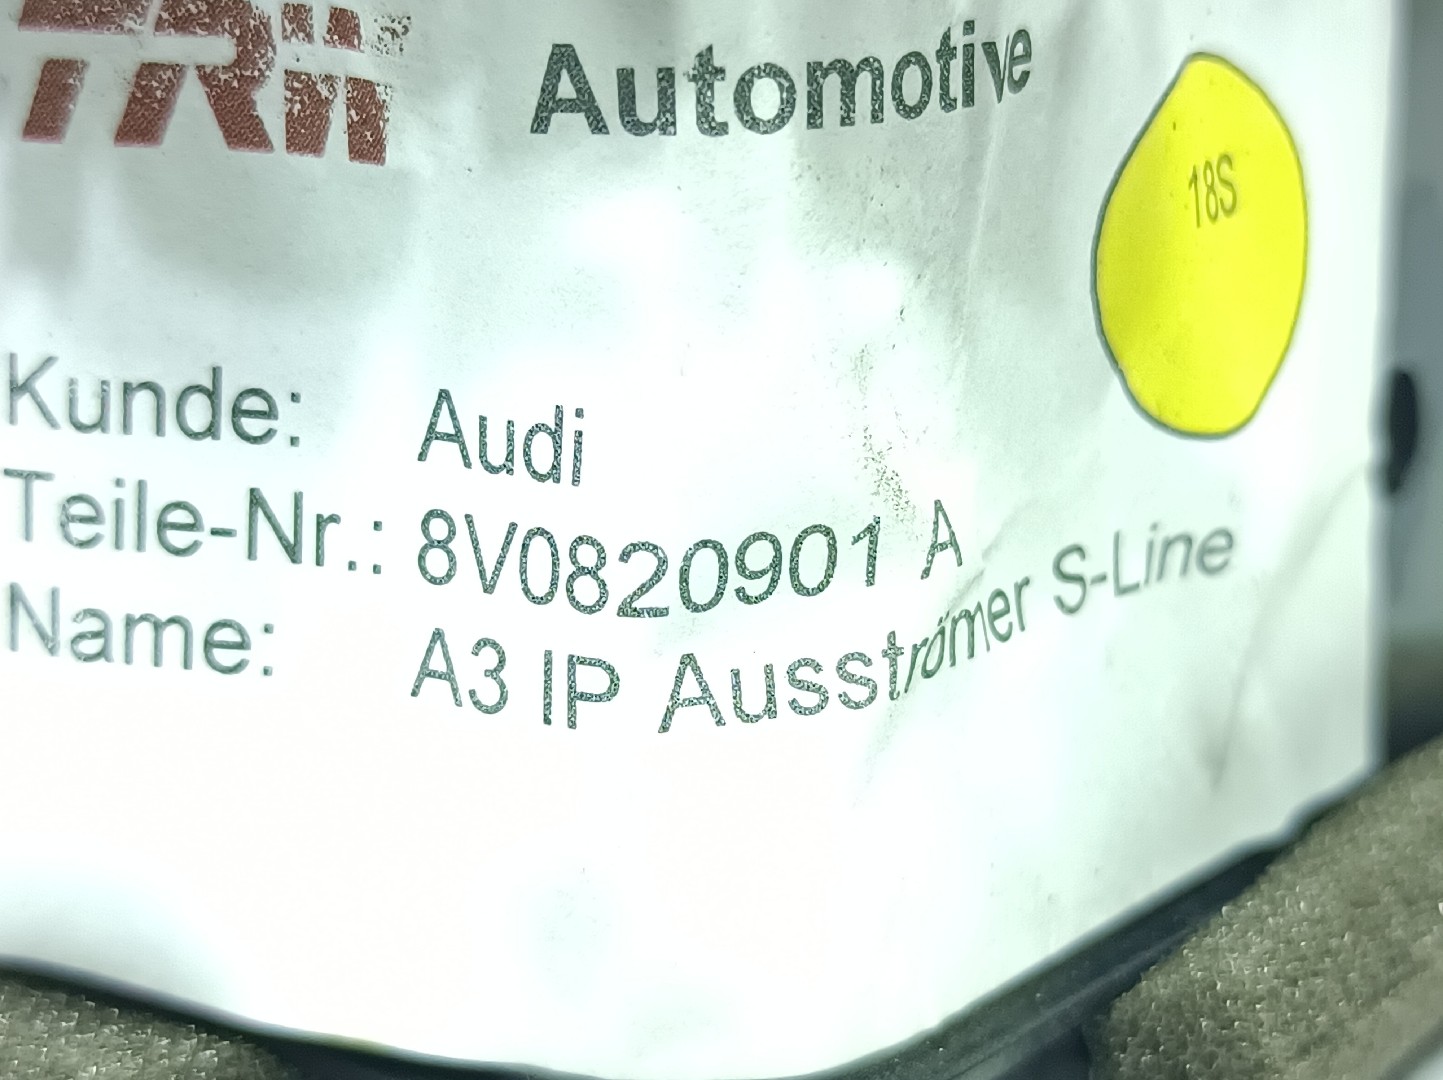 TRW Automotive
18S
Kunde: Audi
Teile-Nr.: 8V0820901 A
Name: A3 IP Ausströmer S-Line